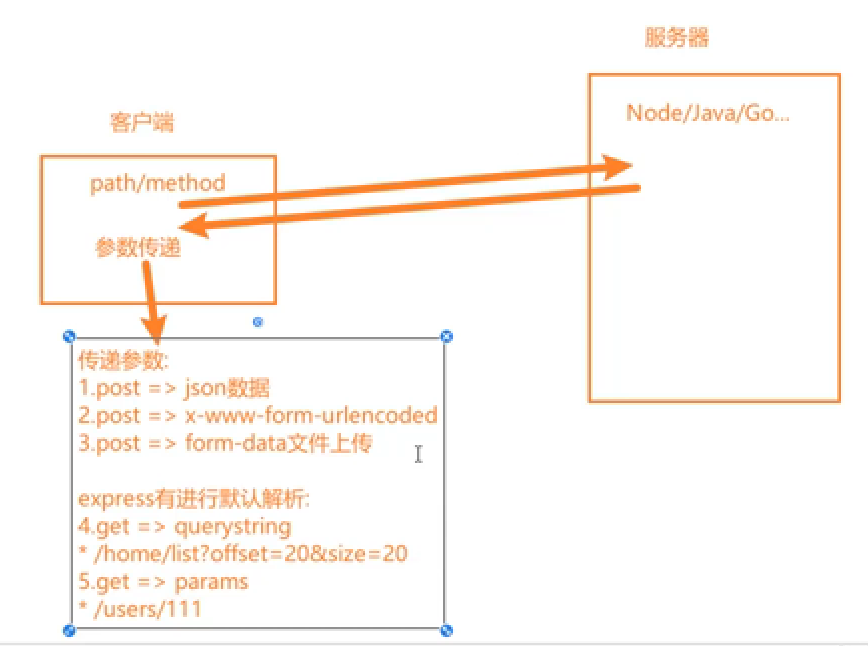 服务器
Node/Java/Go...
客户端
path/method
参数传递
传递参数:
1.post => json数据
2.post => x-www-form-urlencoded
3.post => form-data文件上传
express有进行默认解析:
4.get => querystring
* /home/list?offset=20&size=20
5.get => params
* /users/111